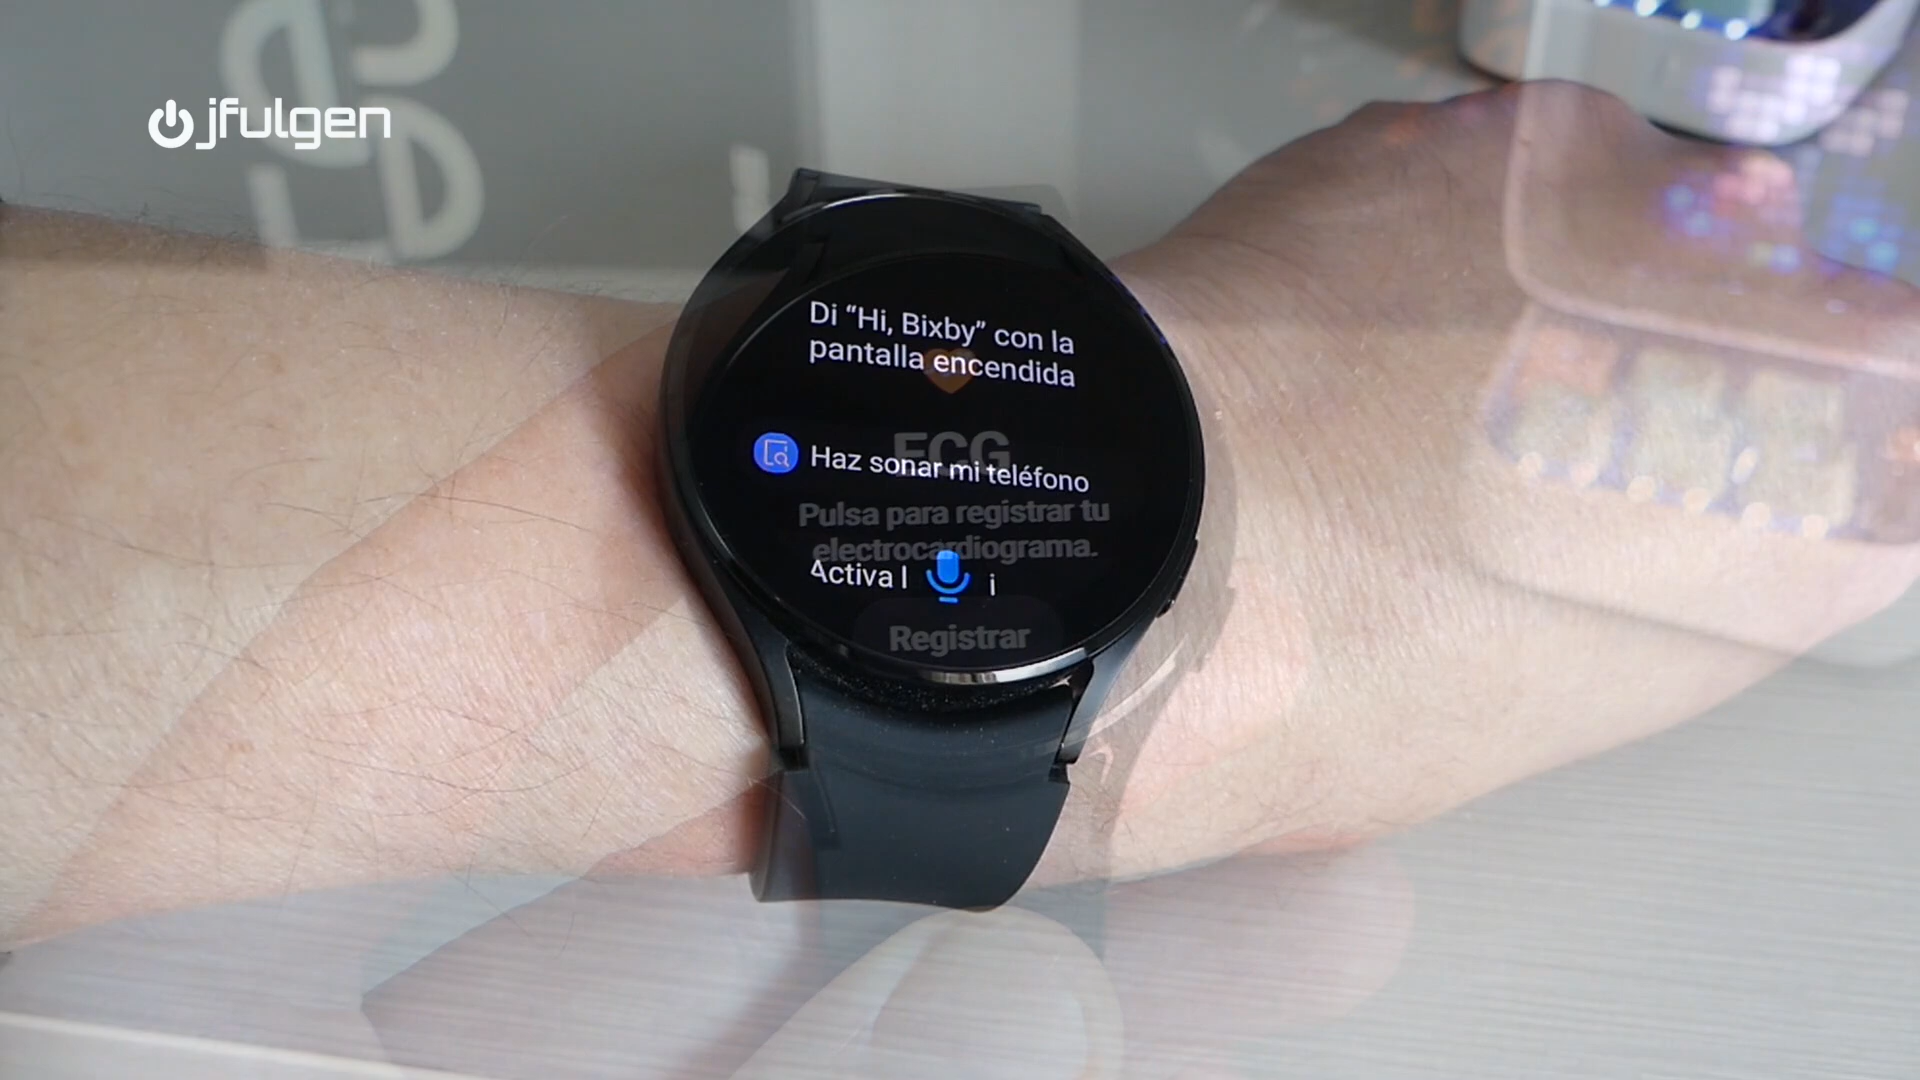 jfulgen
Di “Hi, Bixby” con la
pantalla encendida
ECG
Haz sonar mi teléfono
Pulsa para registrar tu
electrocardiograma.
Activa l i
Registrar